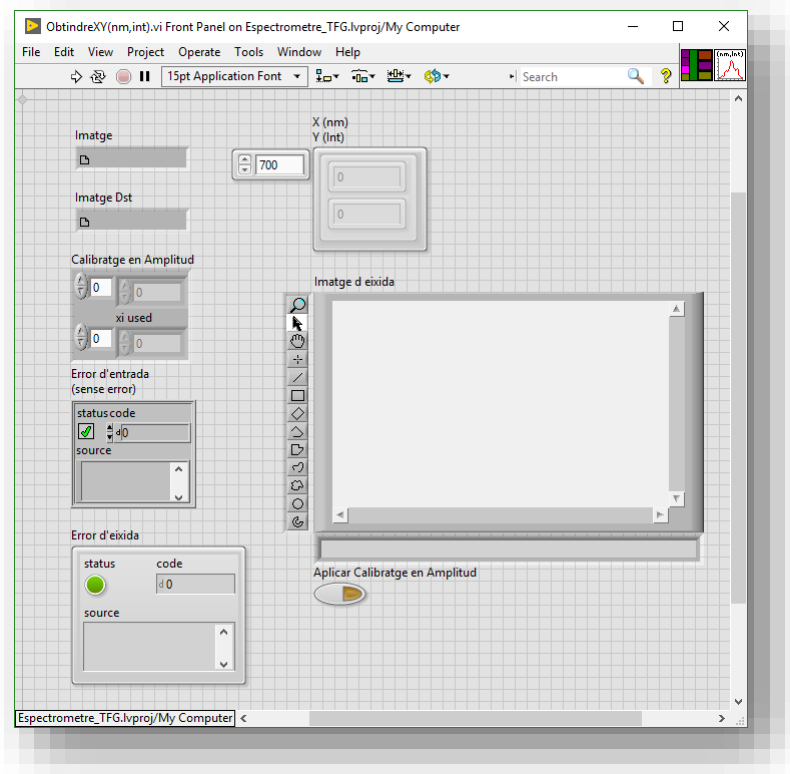 ObtindreXY(nm,int).vi Front Panel on Espectrometre_TFG.lvproj/My Computer
File Edit View Project Operate Tools Window Help
15pt Application Font
Search
(nm,Int)
X (nm)
Y (Int)
Imatge
700
0
0
Imatge Dst
Calibratge en Amplitud
0
0
xi used
0
0
Imatge d eixida
Error d'entrada
(sense error)
status code
d0
source
Error d'eixida
status code
d 0
source
Aplicar Calibratge en Amplitud
Espectrometre_TFG.lvproj/My Computer